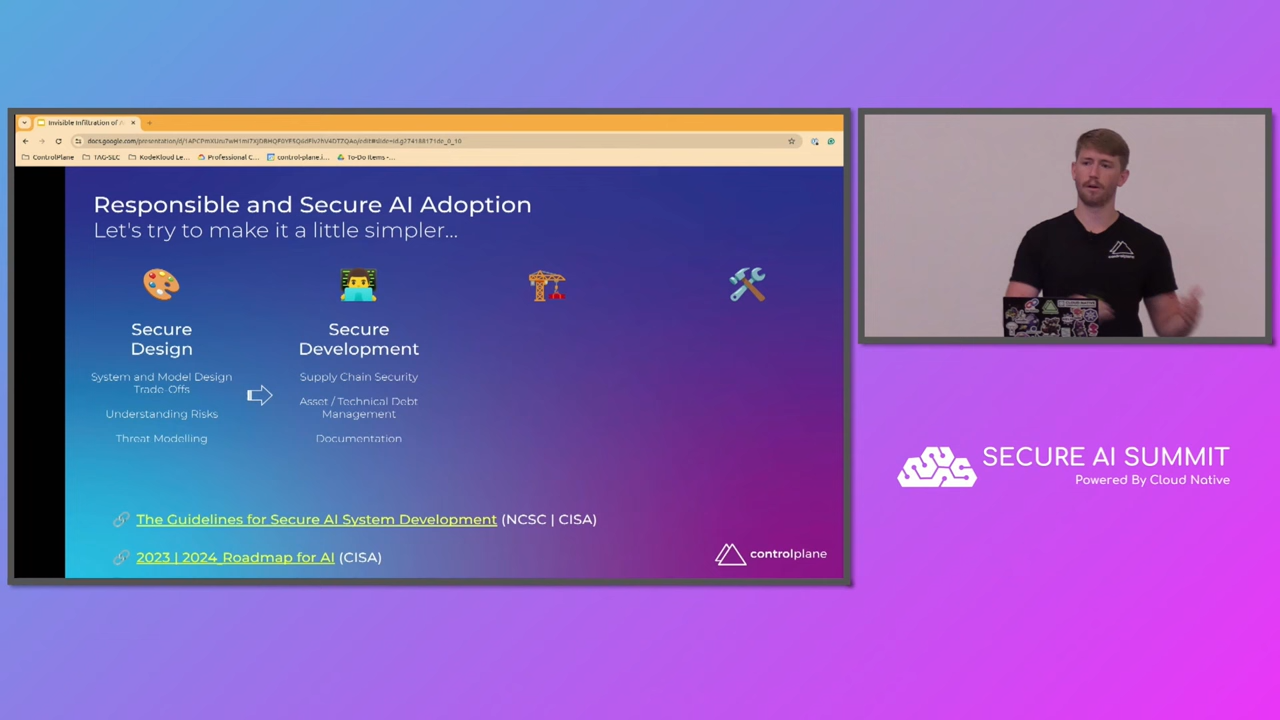 Invisible Infiltration of A
ControlPlane
TAG-SEC
KodeKloud Le...
Professional C...
control-plane.i...
To-Do Items -...
Responsible and Secure AI Adoption
Let's try to make it a little simpler...
Secure
Design
System and Model Design
Trade-Offs
Understanding Risks
Threat Modelling
Secure
Development
Supply Chain Security
Asset / Technical Debt
Management
Documentation
The Guidelines for Secure AI System Development (NCSC | CISA)
2023 | 2024_Roadmap for AI (CISA)
controlplane
controlplane
SECURE AI SUMMIT
Powered By Cloud Native